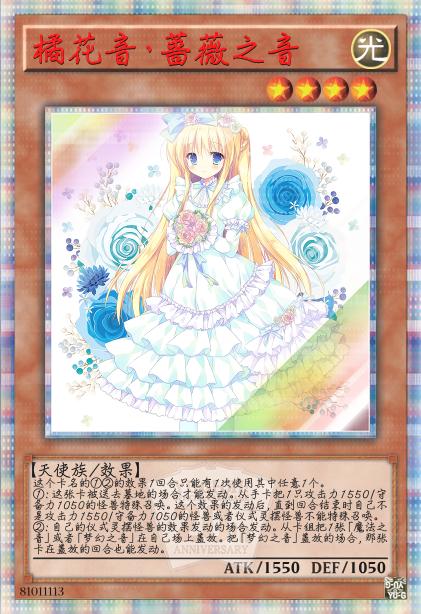 橘花音·蔷薇之音
光
【天使族/效果】
这个卡名的①②的效果1回合只能有1次使用其中任意1个。
①：这张卡被送去墓地的场合才能发动。从手卡把1只攻击力1550/守
备力1050的怪兽特殊召唤。这个效果的发动后，直到回合结束时自己不
是攻击力1550/守备力1050的怪兽或者仪式灵摆怪兽不能特殊召唤。
②：自己的仪式灵摆怪兽的效果发动的场合发动。从卡组把1张「魔法之
音」或者「梦幻之音」在自己场上盖放。把「梦幻之音」盖放的场合，那张
卡在盖放的回合也能发动。
ANNIVERSARY
ATK/1550 DEF/1050
81011113